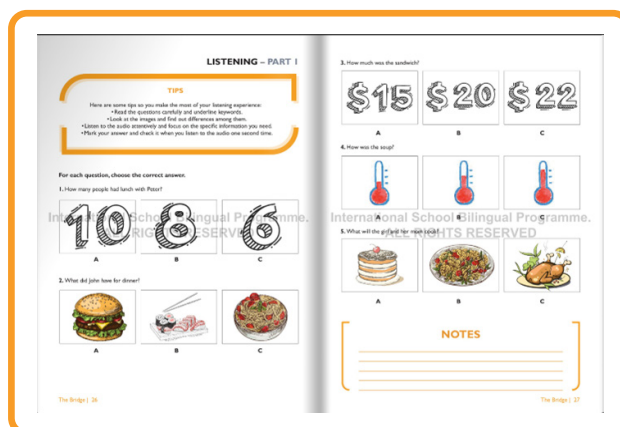 LISTENING – PART 1
TIPS
Here are some tips so you make the most of your listening experience:
• Read the questions carefully and underline keywords.
• Look at the images and find out differences among them.
• Listen to the audio attentively and focus on the specific information you need.
• Mark your answer and check it when you listen to the audio one second time.
For each question, choose the correct answer.
1. How many people had lunch with Peter?
10 8 6
International School Bilingual Programme.
ALL RIGHTS RESERVED
A B C
2. What did John have for dinner?
A B C
The Bridge | 26
3. How much was the sandwich?
$15 $20 $22
A B C
4. How was the soup?
International School Bilingual Programme.
A B C
ALL RIGHTS RESERVED
5. What will the girl and her mum cook?
A B C
NOTES
The Bridge | 27